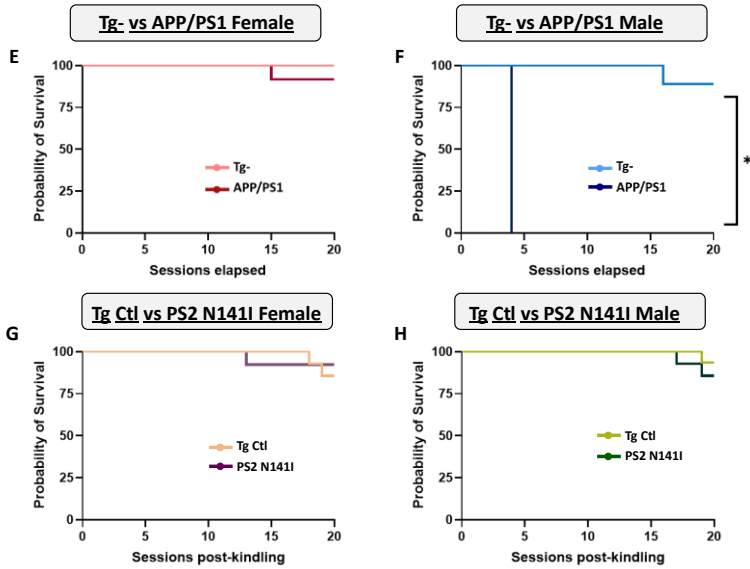 Tg- vs APP/PS1 Female
Tg- vs APP/PS1 Male
E
100
75
50
25
0
Probability of Survival
0 5 10 15 20
Sessions elapsed
Tg-
APP/PS1
F
100
75
50
25
0
Probability of Survival
0 5 10 15 20
Sessions elapsed
Tg-
APP/PS1
*
Tg Ctl vs PS2 N141I Female
Tg Ctl vs PS2 N141I Male
G
100
75
50
25
0
Probability of Survival
0 5 10 15 20
Sessions post-kindling
Tg Ctl
PS2 N141I
H
100
75
50
25
0
Probability of Survival
0 5 10 15 20
Sessions post-kindling
Tg Ctl
PS2 N141I